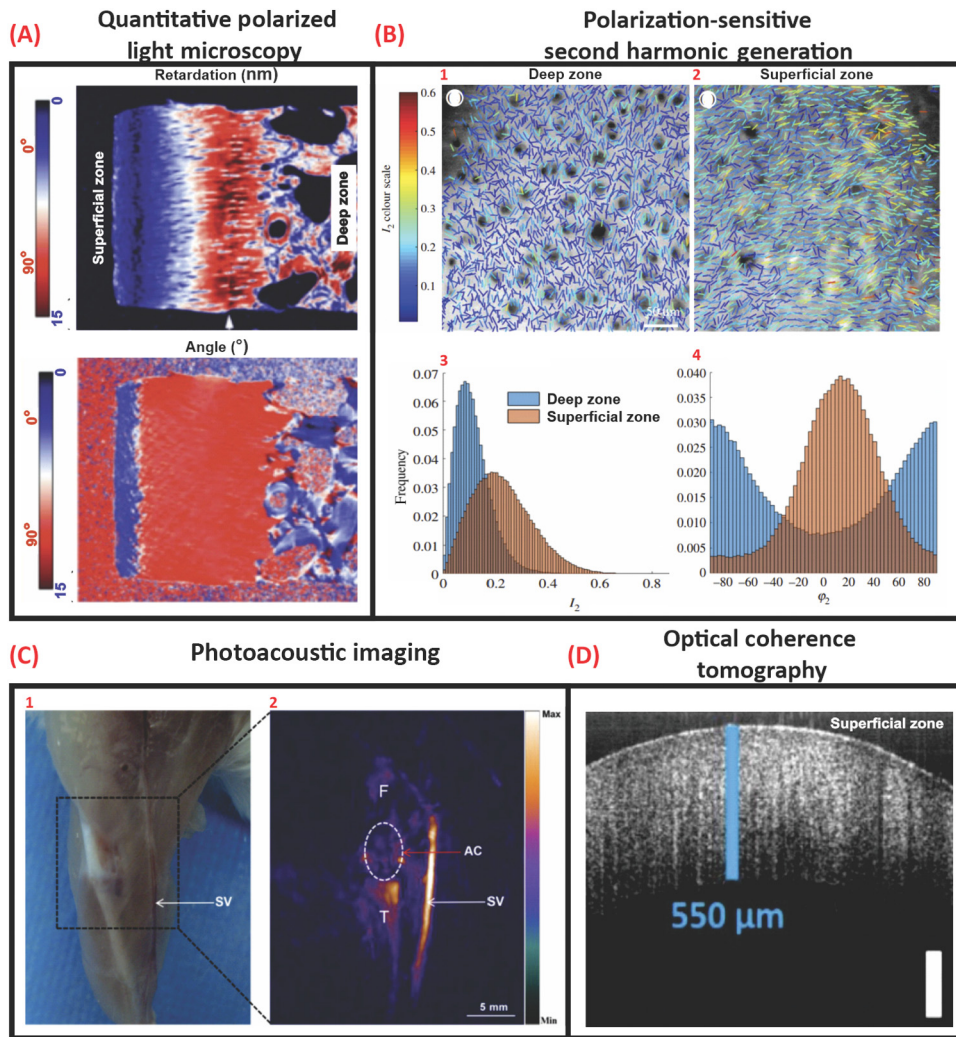 (A)
Quantitative polarized
light microscopy
Retardation (nm)
0
0°
90°
15
Superficial zone
Deep zone
Angle (°)
0
0°
90°
15
(B)
Polarization-sensitive
second harmonic generation
1
Deep zone
2
Superficial zone
0.6
0.5
0.4
0.3
0.2
0.1
I2 colour scale
50 µm
3
0.07
0.06
0.05
0.04
0.03
0.02
0.01
0
Frequency
Deep zone
Superficial zone
0
0.2
0.4
0.6
0.8
I2
4
0.040
0.035
0.030
0.025
0.020
0.015
0.010
0.005
0
−80
−60
−40
−20
0
20
40
60
80
φ2
(C)
Photoacoustic imaging
1
SV
2
F
AC
SV
T
5 mm
Max
Min
(D)
Optical coherence
tomography
Superficial zone
550 µm